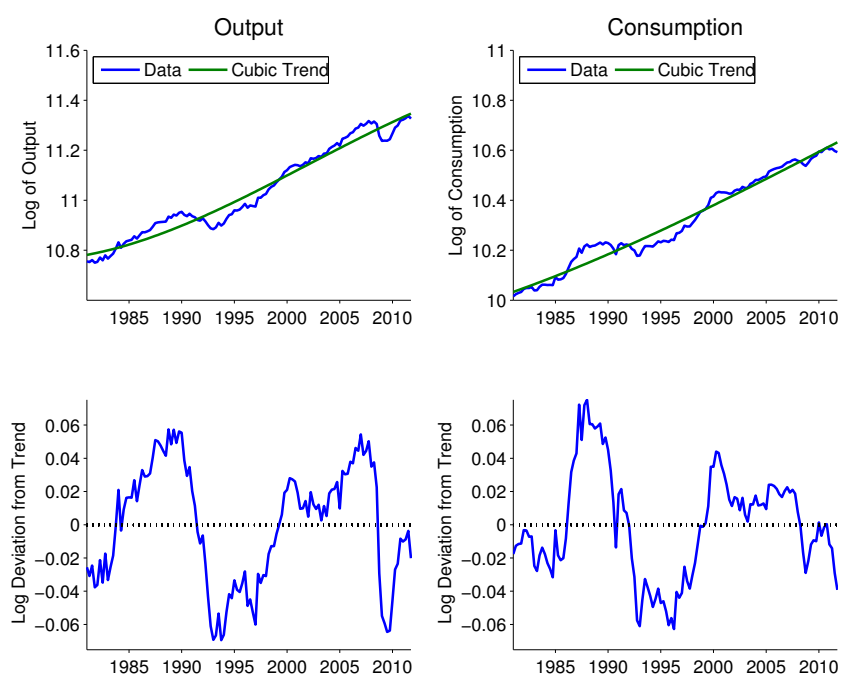 Output
Log of Output
11.6
11.4
11.2
11
10.8
Data
Cubic Trend
1985 1990 1995 2000 2005 2010
Consumption
Log of Consumption
11
10.8
10.6
10.4
10.2
10
Data
Cubic Trend
1985 1990 1995 2000 2005 2010
Log Deviation from Trend
0.06
0.04
0.02
0
−0.02
−0.04
−0.06
1985 1990 1995 2000 2005 2010
Log Deviation from Trend
0.06
0.04
0.02
0
−0.02
−0.04
−0.06
1985 1990 1995 2000 2005 2010